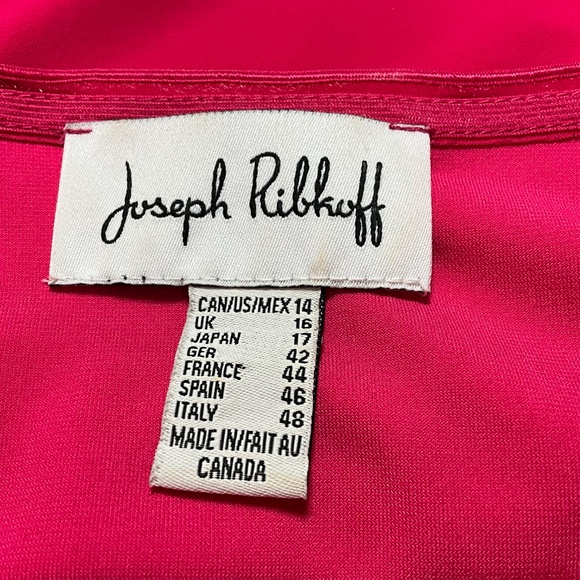 Joseph Ribkoff
CAN/US/MEX 14
UK 16
JAPAN 17
GER 42
FRANCE 44
SPAIN 46
ITALY 48
MADE IN/FAIT AU
CANADA